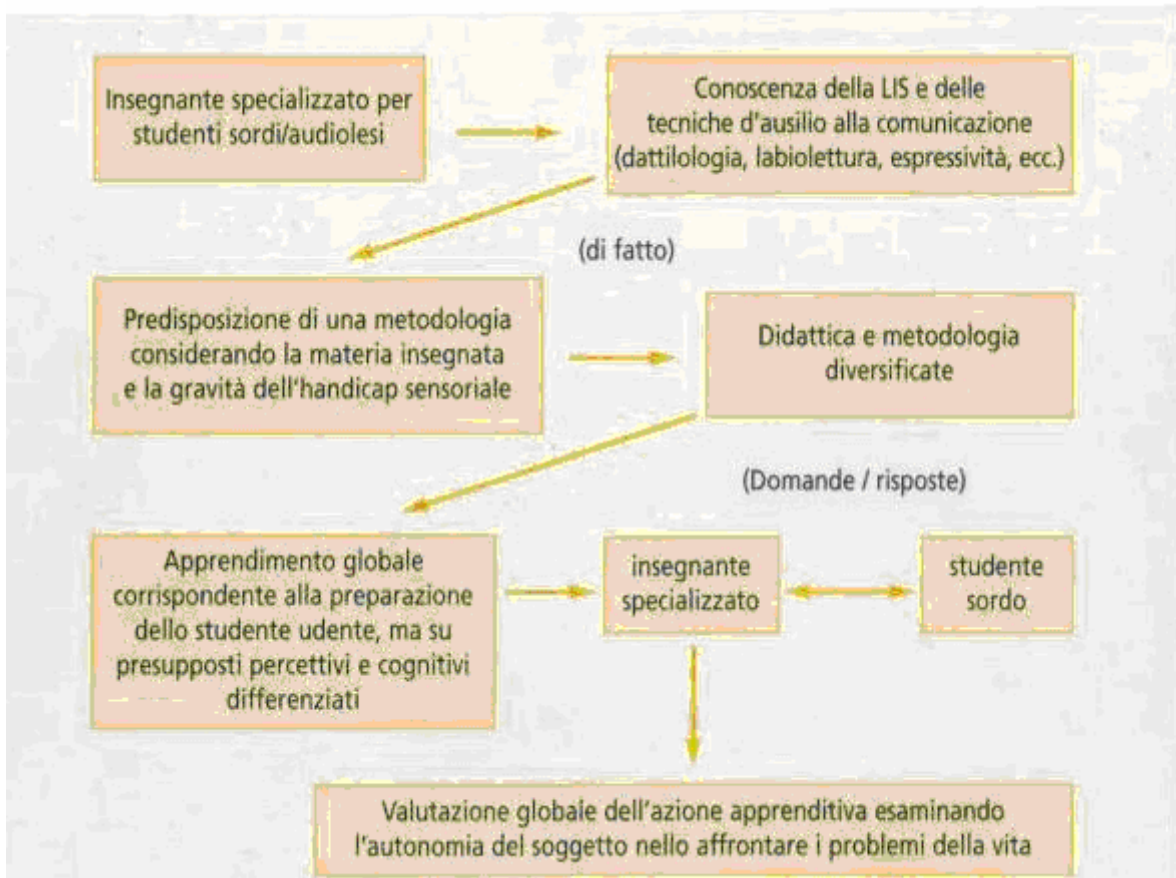 Insegnante specializzato per
studenti sordi/audiolesi
Conoscenza della LIS e delle
tecniche d'ausilio alla comunicazione
(dattilologia, labiolettura, espressività, ecc.)
(di fatto)
Predisposizione di una metodologia
considerando la materia insegnata
e la gravità dell'handicap sensoriale
Didattica e metodologia
diversificate
(Domande / risposte)
Apprendimento globale
corrispondente alla preparazione
dello studente udente, ma su
presupposti percettivi e cognitivi
differenziati
insegnante
specializzato
studente
sordo
Valutazione globale dell'azione apprenditiva esaminando
l'autonomia del soggetto nello affrontare i problemi della vita